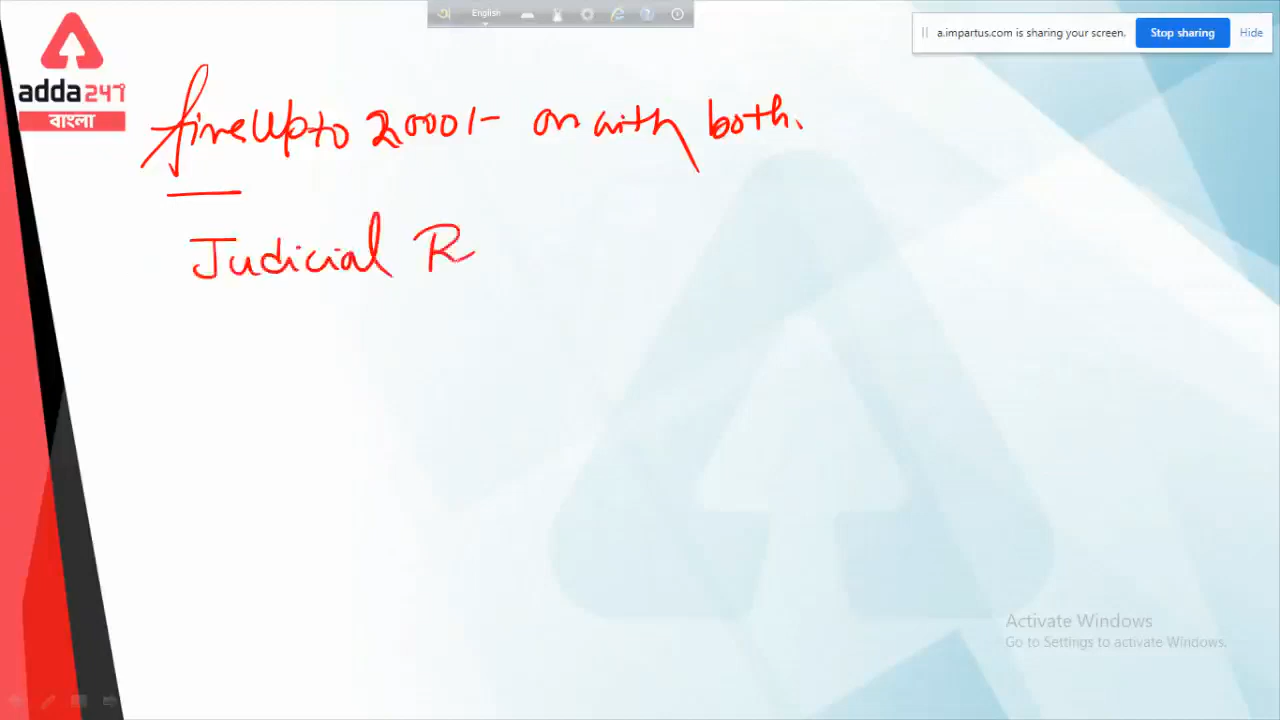 English
a.impartus.com is sharing your screen.
Stop sharing
Hide
adda247
বাংলা
fine upto 2000/- or with both.
Judicial R
Activate Windows
Go to Settings to activate Windows.